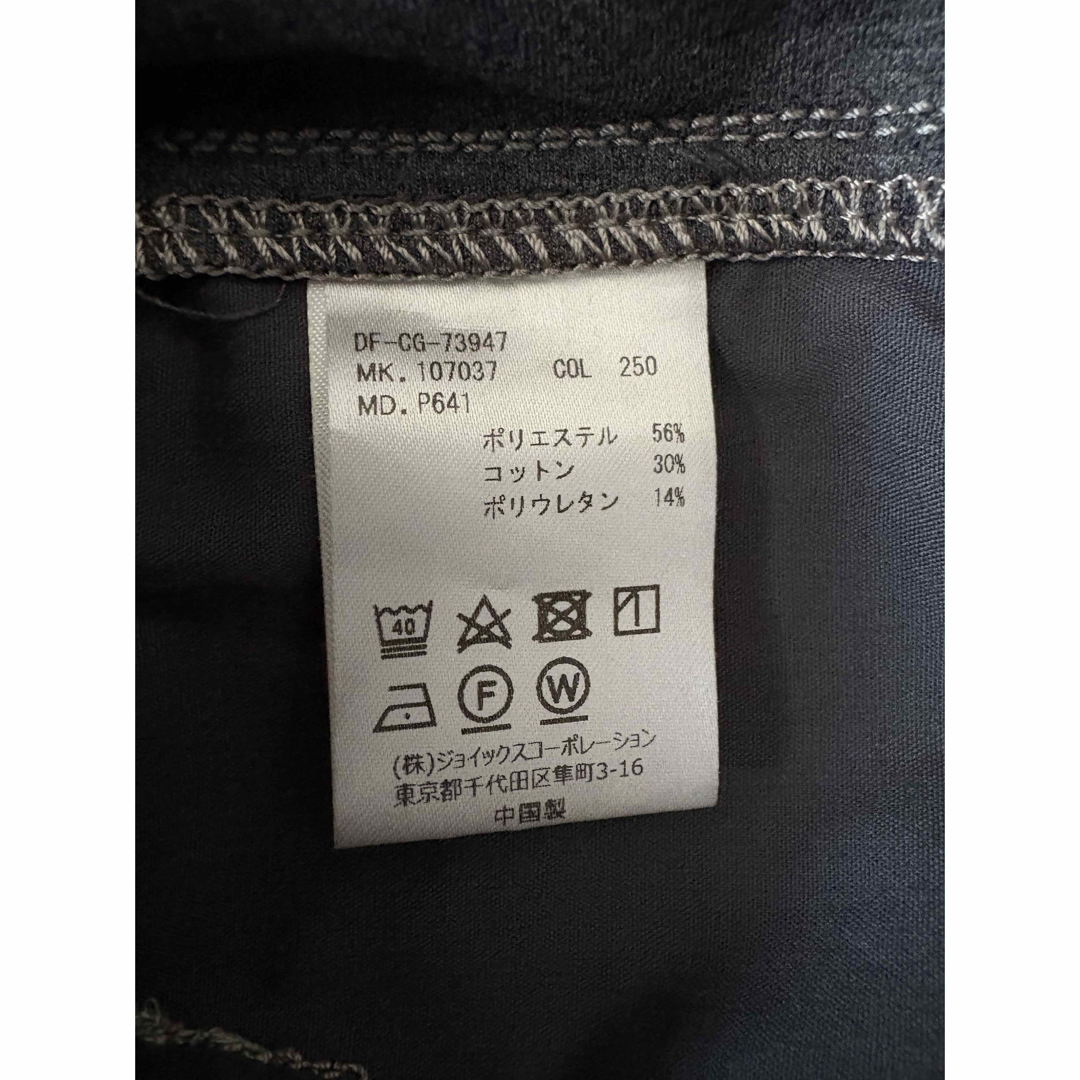 DF-CG-73947
MK. 107037 COL 250
MD. P641
ポリエステル 56%
コットン 30%
ポリウレタン 14%
40
F W
(株)ジョイックスコーポレーション
東京都千代田区隼町3-16
中国製